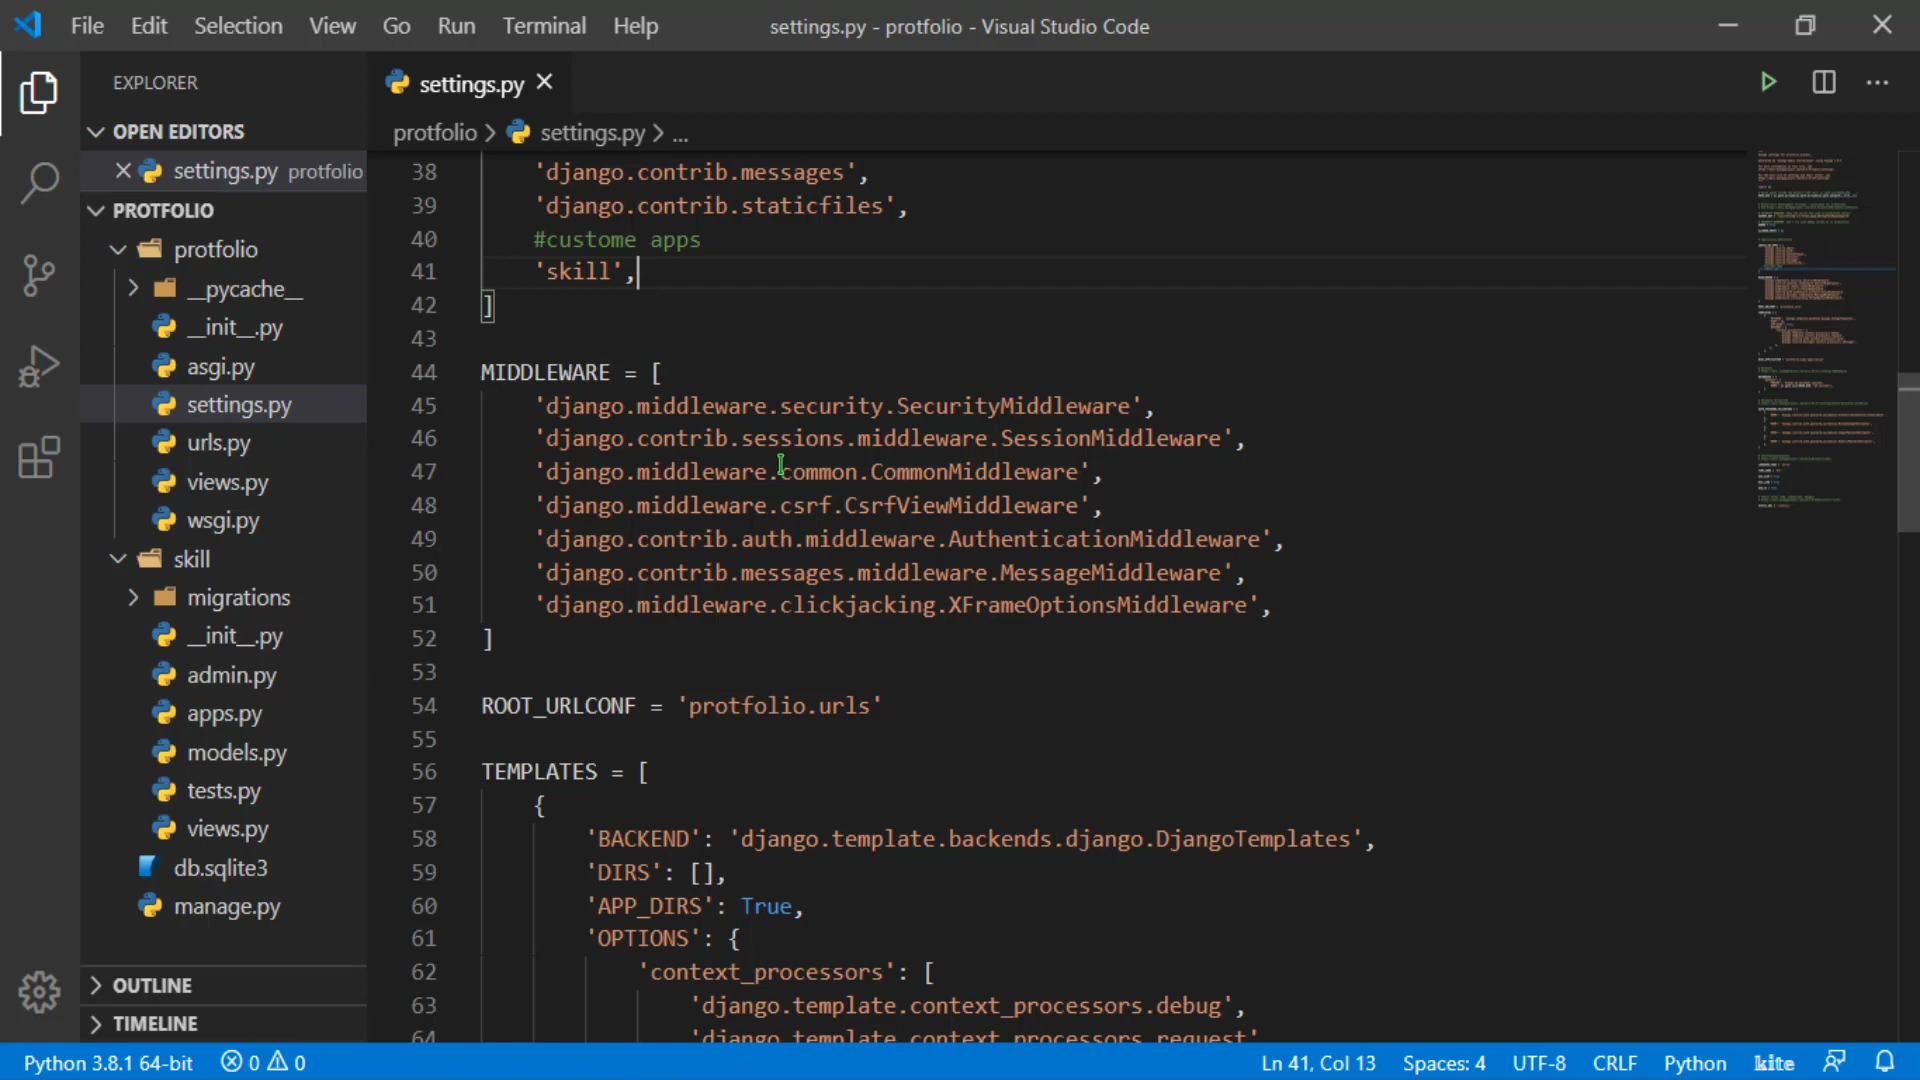 File Edit Selection View Go Run Terminal Help
settings.py - protfolio - Visual Studio Code
EXPLORER
OPEN EDITORS
settings.py protfolio
PROTFOLIO
protfolio
__pycache__
__init__.py
asgi.py
settings.py
urls.py
views.py
wsgi.py
skill
migrations
__init__.py
admin.py
apps.py
models.py
tests.py
views.py
db.sqlite3
manage.py
OUTLINE
TIMELINE
settings.py
protfolio > settings.py > ...
38 'django.contrib.messages',
39 'django.contrib.staticfiles',
40 #custome apps
41 'skill',
42 ]
43
44 MIDDLEWARE = [
45 'django.middleware.security.SecurityMiddleware',
46 'django.contrib.sessions.middleware.SessionMiddleware',
47 'django.middleware.common.CommonMiddleware',
48 'django.middleware.csrf.CsrfViewMiddleware',
49 'django.contrib.auth.middleware.AuthenticationMiddleware',
50 'django.contrib.messages.middleware.MessageMiddleware',
51 'django.middleware.clickjacking.XFrameOptionsMiddleware',
52 ]
53
54 ROOT_URLCONF = 'protfolio.urls'
55
56 TEMPLATES = [
57 {
58 'BACKEND': 'django.template.backends.django.DjangoTemplates',
59 'DIRS': [],
60 'APP_DIRS': True,
61 'OPTIONS': {
62 'context_processors': [
63 'django.template.context_processors.debug',
64 'django.template.context_processors.request'
Python 3.8.1 64-bit 0 0 Ln 41, Col 13 Spaces: 4 UTF-8 CRLF Python kite